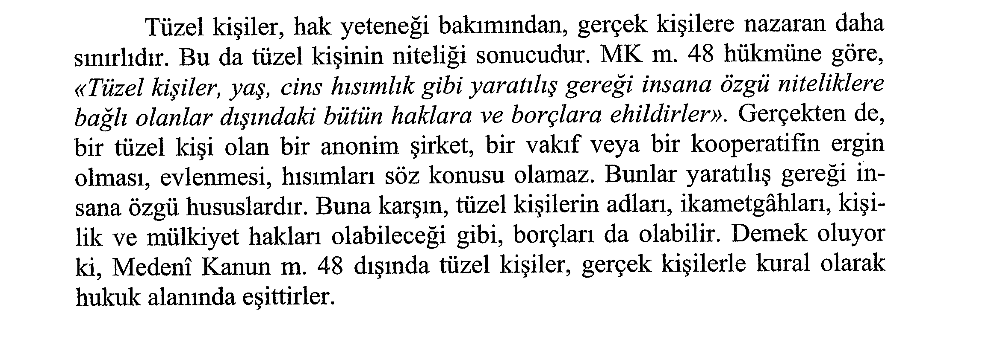 Tüzel kişiler, hak yeteneği bakımından, gerçek kişilere nazaran daha
sınırlıdır. Bu da tüzel kişinin niteliği sonucudur. MK m. 48 hükmüne göre,
«Tüzel kişiler, yaş, cins hısımlık gibi yaratılış gereği insana özgü niteliklere
bağlı olanlar dışındaki bütün haklara ve borçlara ehildirler». Gerçekten de,
bir tüzel kişi olan bir anonim şirket, bir vakıf veya bir kooperatifin ergin
olması, evlenmesi, hısımları söz konusu olamaz. Bunlar yaratılış gereği in-
sana özgü hususlardır. Buna karşın, tüzel kişilerin adları, ikametgâhları, kişi-
lik ve mülkiyet hakları olabileceği gibi, borçları da olabilir. Demek oluyor
ki, Medenî Kanun m. 48 dışında tüzel kişiler, gerçek kişilerle kural olarak
hukuk alanında eşittirler.